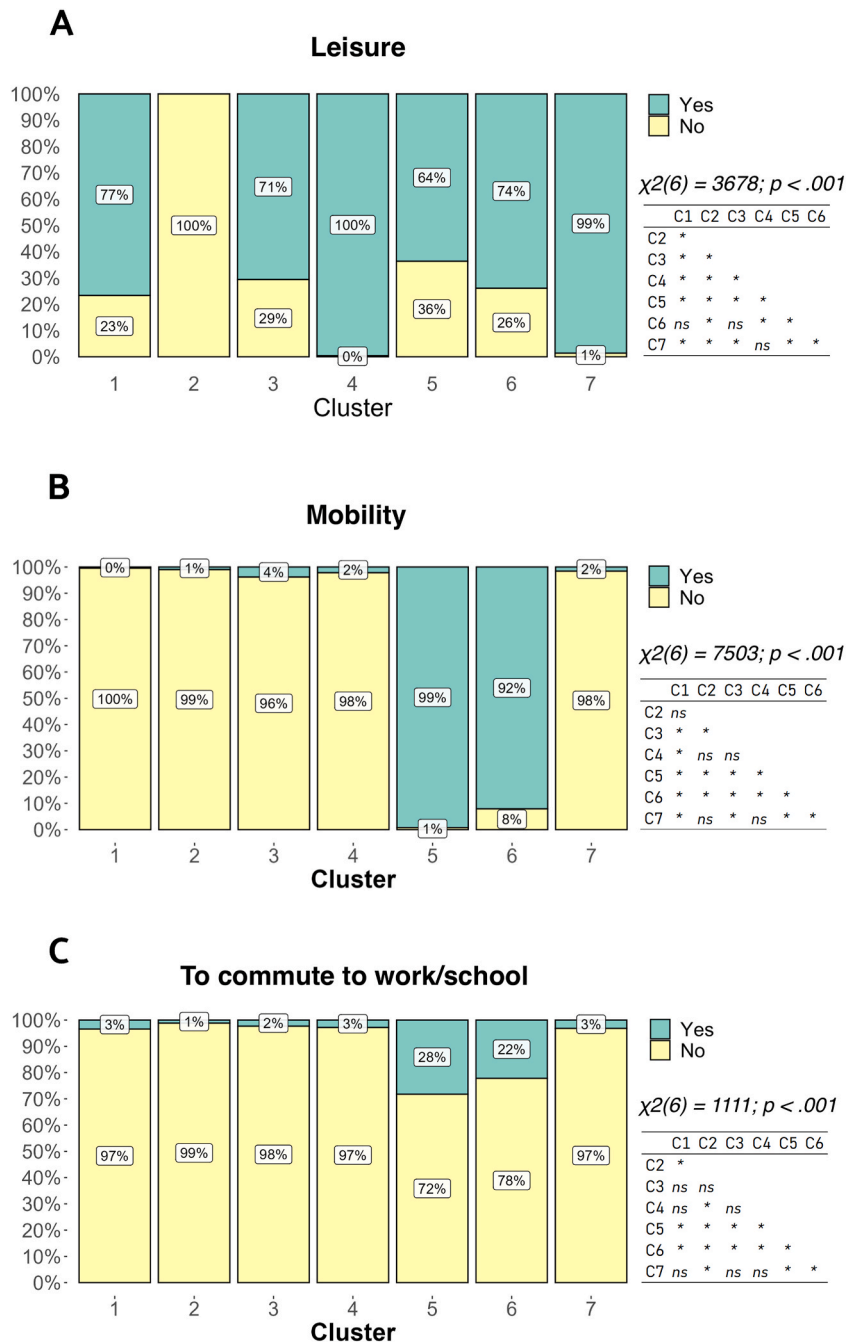 A
Leisure
100%
90%
80%
70%
60%
50%
40%
30%
20%
10%
0%
77% 71% 64% 74%
100% 100% 99%
23% 29% 36% 26%
0% 1%
1 2 3 4 5 6 7
Cluster
Yes
No
χ2(6) = 3678; p < .001
C1 C2 C3 C4 C5 C6
C2 *
C3 * *
C4 * * *
C5 * * * *
C6 ns * ns * *
C7 * * * ns * *
B
Mobility
100%
90%
80%
70%
60%
50%
40%
30%
20%
10%
0%
0% 1% 4% 2% 2%
100% 99% 96% 98% 99% 92% 98%
1% 8%
1 2 3 4 5 6 7
Cluster
Yes
No
χ2(6) = 7503; p < .001
C1 C2 C3 C4 C5 C6
C2 ns
C3 * *
C4 * ns ns
C5 * * * *
C6 * * * * *
C7 * ns * ns * *
C
To commute to work/school
100%
90%
80%
70%
60%
50%
40%
30%
20%
10%
0%
3% 1% 2% 3% 28% 22% 3%
97% 99% 98% 97% 72% 78% 97%
1 2 3 4 5 6 7
Cluster
Yes
No
χ2(6) = 1111; p < .001
C1 C2 C3 C4 C5 C6
C2 *
C3 ns ns
C4 ns * ns
C5 * * * *
C6 * * * * *
C7 ns * ns ns * *